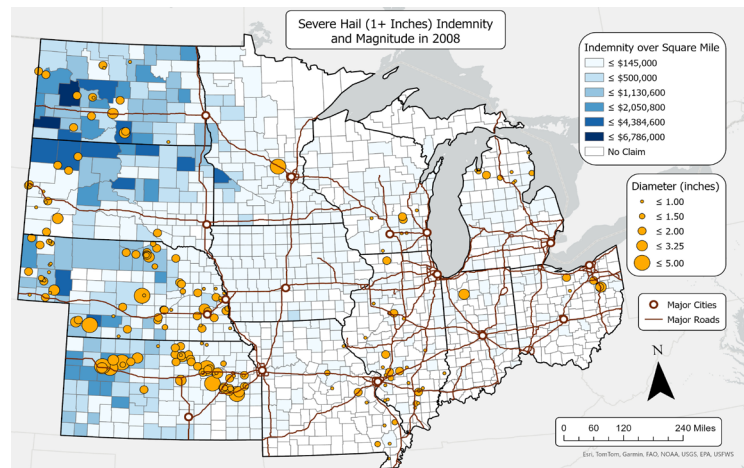 Severe Hail (1+ Inches) Indemnity
and Magnitude in 2008
Indemnity over Square Mile
≤ $145,000
≤ $500,000
≤ $1,130,600
≤ $2,050,800
≤ $4,384,600
≤ $6,786,000
No Claim
Diameter (inches)
≤ 1.00
≤ 1.50
≤ 2.00
≤ 3.25
≤ 5.00
Major Cities
Major Roads
N
0 60 120 240 Miles
Esri, TomTom, Garmin, FAO, NOAA, USGS, EPA, USFWS